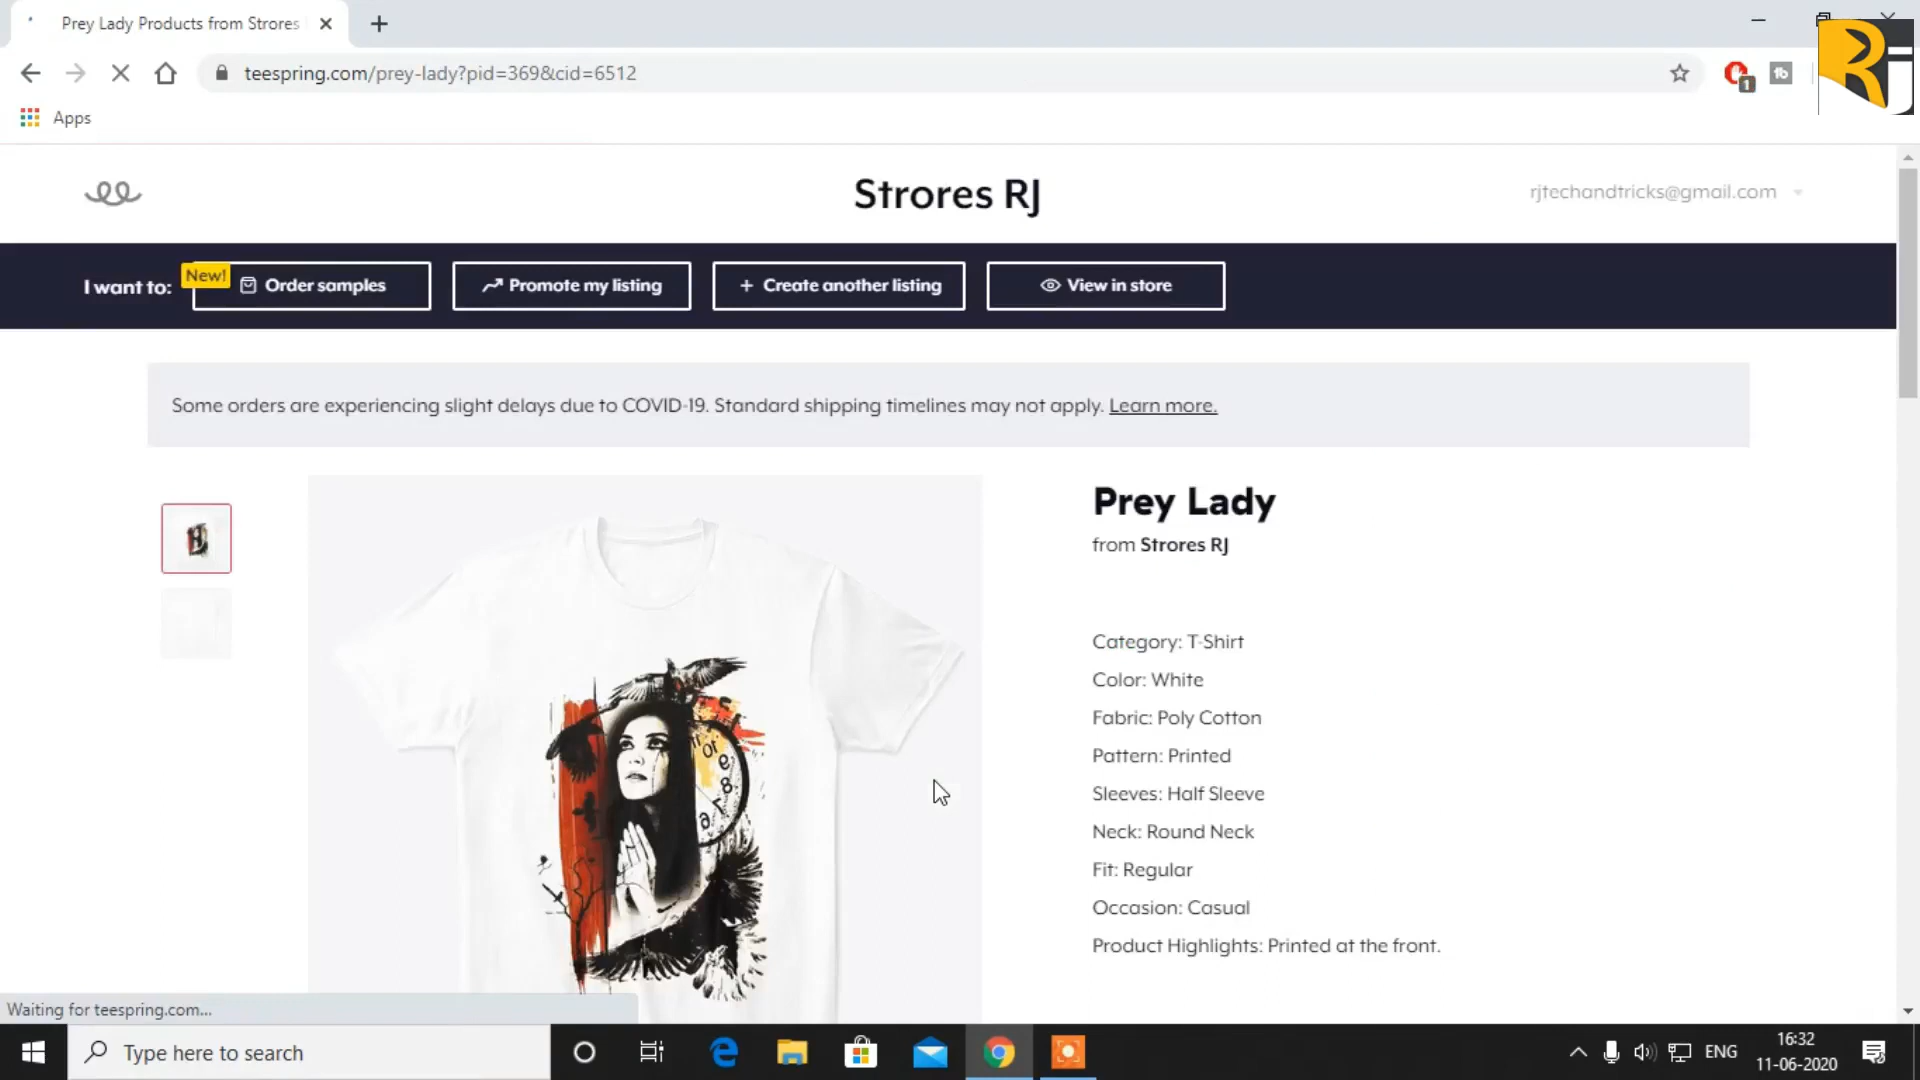 Prey Lady Products from Strores
teespring.com/prey-lady?pid=369&cid=6512
1
tb
Rj
Apps
Strores RJ
rjtechandtricks@gmail.com
I want to:
New!
Order samples
Promote my listing
+ Create another listing
View in store
Some orders are experiencing slight delays due to COVID-19. Standard shipping timelines may not apply. Learn more.
Prey Lady
from Strores RJ
Category: T-Shirt
Color: White
Fabric: Poly Cotton
Pattern: Printed
Sleeves: Half Sleeve
Neck: Round Neck
Fit: Regular
Occasion: Casual
Product Highlights: Printed at the front.
Waiting for teespring.com...
Type here to search
ENG
16:32
11-06-2020